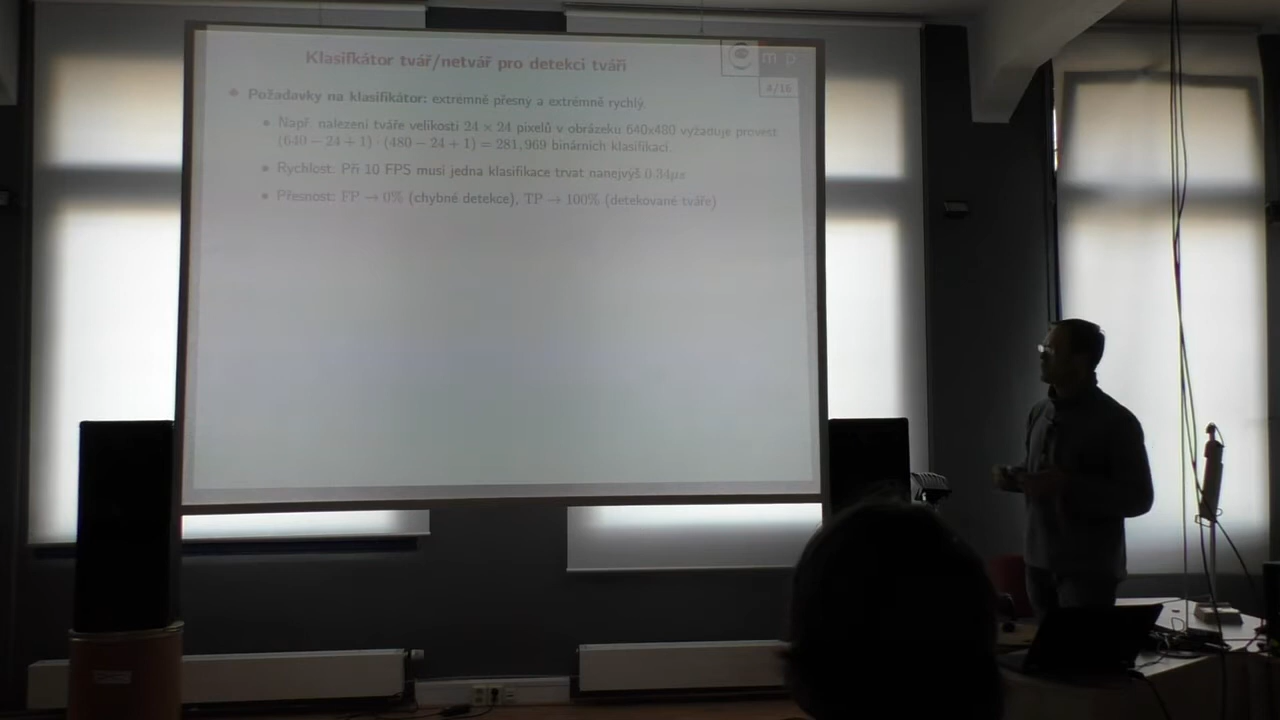 Klasifikátor tvář/netvář pro detekci tváří
m p
4/16
Požadavky na klasifikátor: extrémně přesný a extrémně rychlý
Např. nalezení tváře velikosti 24 × 24 pixelů v obrázeku 640x480 vyžaduje provést
(640 − 24 + 1) · (480 − 24 + 1) = 281,969 binárních klasifikací.
Rychlost: Při 10 FPS musí jedna klasifikace trvat nanejvýš 0.34μs
Přesnost: FP → 0% (chybné detekce), TP → 100% (detekované tváře)